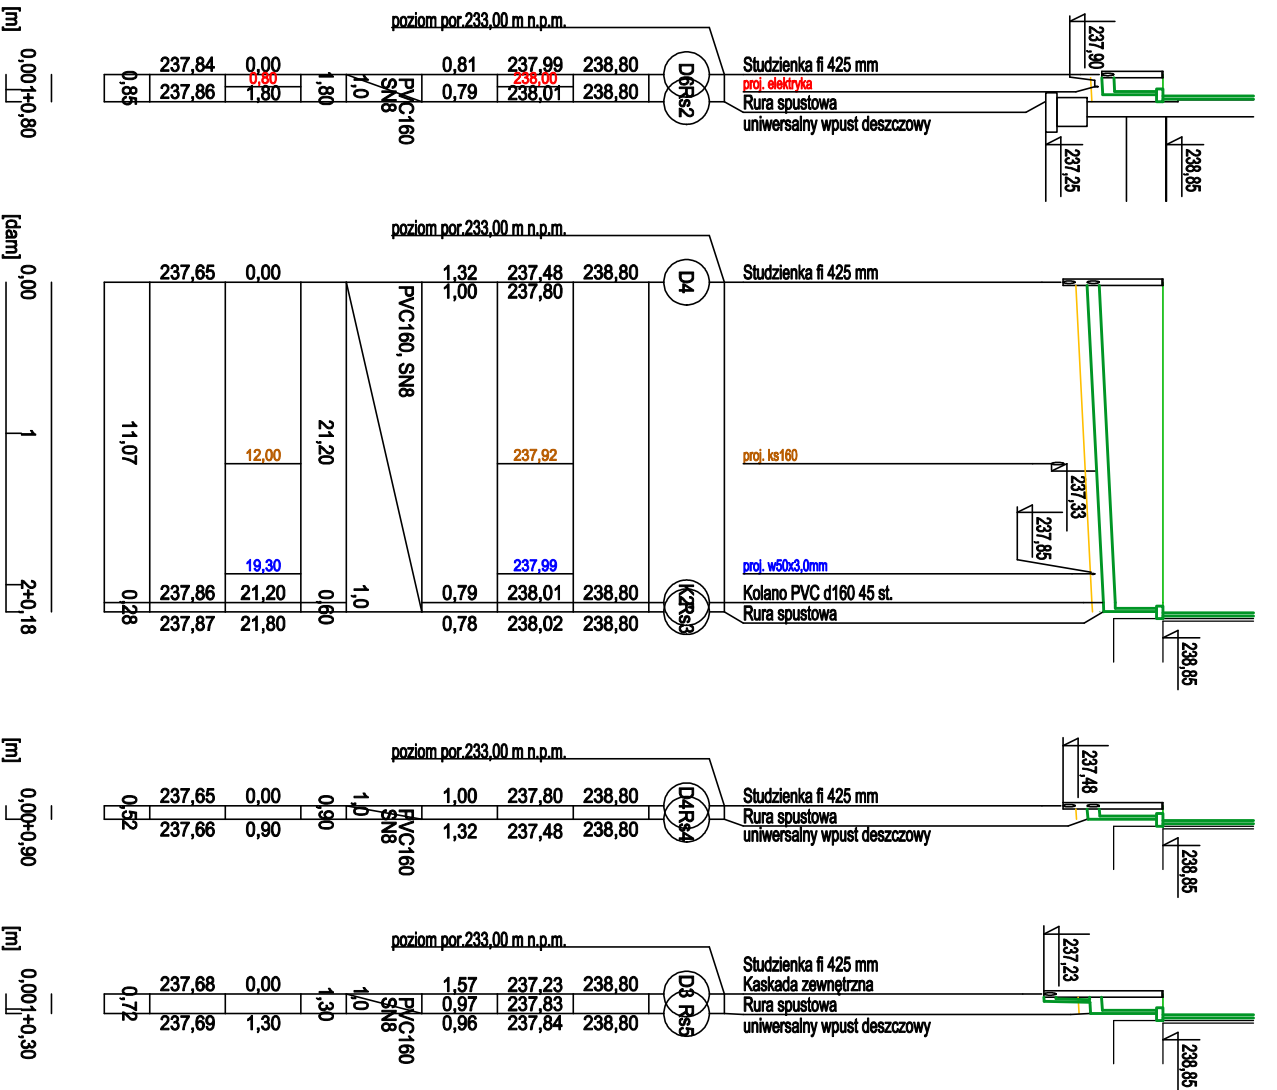 [m]
0,00
1+0,80
0,85
237,84
0,00
0,80
237,86
1,80
1,80
1,0
PVC160
SN8
poziom por.233,00 m n.p.m.
0,81
237,99
238,80
238,00
0,79
238,01
238,80
D6
Rs2
Studzienka fi 425 mm
proj. elektryka
Rura spustowa
uniwersalny wpust deszczowy
237,90
237,25
238,85
[dam]
0,00
1
2+0,18
11,07
0,28
237,65
0,00
12,00
19,30
237,86
21,20
237,87
21,80
21,20
0,60
1,0
PVC160, SN8
poziom por.233,00 m n.p.m.
1,32
237,48
238,80
1,00
237,80
237,92
237,99
0,79
238,01
238,80
0,78
238,02
238,80
D4
K2
Rs3
Studzienka fi 425 mm
proj. ks160
proj. w50x3,0mm
Kolano PVC d160 45 st.
Rura spustowa
237,33
237,85
238,85
[m]
0,00
+0,90
0,52
237,65
0,00
237,66
0,90
0,90
1,0
PVC160
SN8
poziom por.233,00 m n.p.m.
1,00
237,80
238,80
1,32
237,48
238,80
D4
Rs4
Studzienka fi 425 mm
Rura spustowa
uniwersalny wpust deszczowy
237,48
238,85
[m]
0,00
1+0,30
0,72
237,68
0,00
237,69
1,30
1,30
1,0
PVC160
SN8
poziom por.233,00 m n.p.m.
1,57
237,23
238,80
0,97
237,83
0,96
237,84
238,80
D3
Rs5
Studzienka fi 425 mm
Kaskada zewnętrzna
Rura spustowa
uniwersalny wpust deszczowy
237,23
238,85